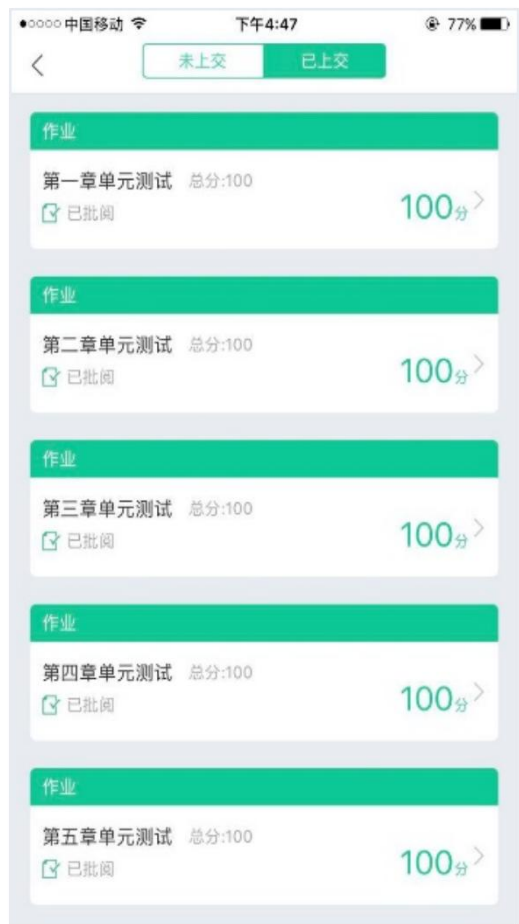 中国移动 下午4:47 77%
未上交 已上交
作业
第一章单元测试 总分:100
已批阅
100分
作业
第二章单元测试 总分:100
已批阅
100分
作业
第三章单元测试 总分:100
已批阅
100分
作业
第四章单元测试 总分:100
已批阅
100分
作业
第五章单元测试 总分:100
已批阅
100分